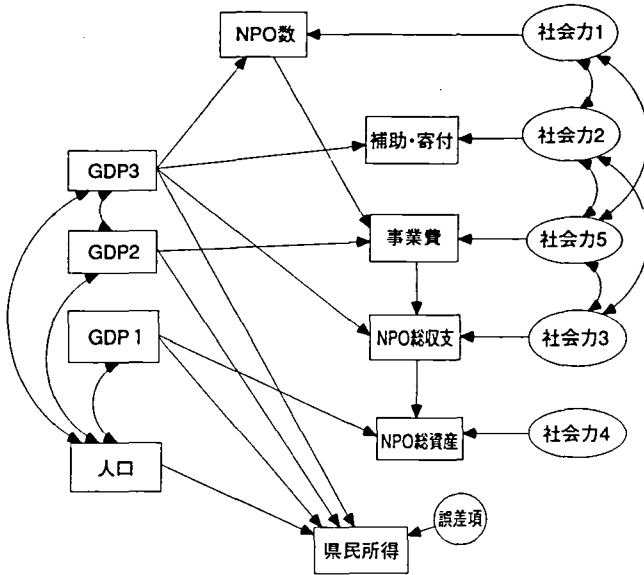 NPO数
社会力1
補助・寄付
社会力2
GDP3
GDP2
事業費
社会力5
GDP1
NPO総収支
社会力3
NPO総資産
社会力4
人口
誤差項
県民所得